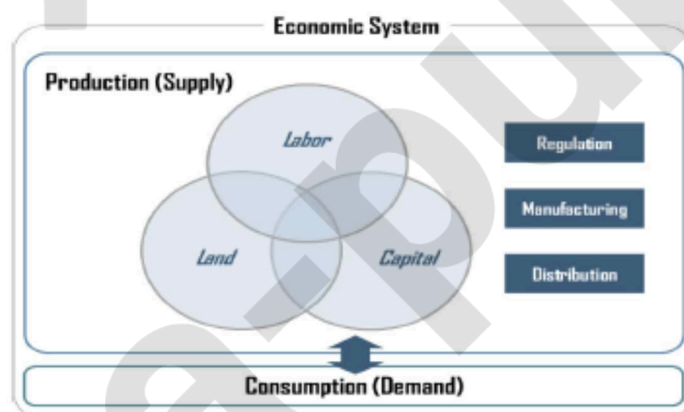 Economic System
Production (Supply)
Labor
Land
Capital
Regulation
Manufacturing
Distribution
Consumption (Demand)